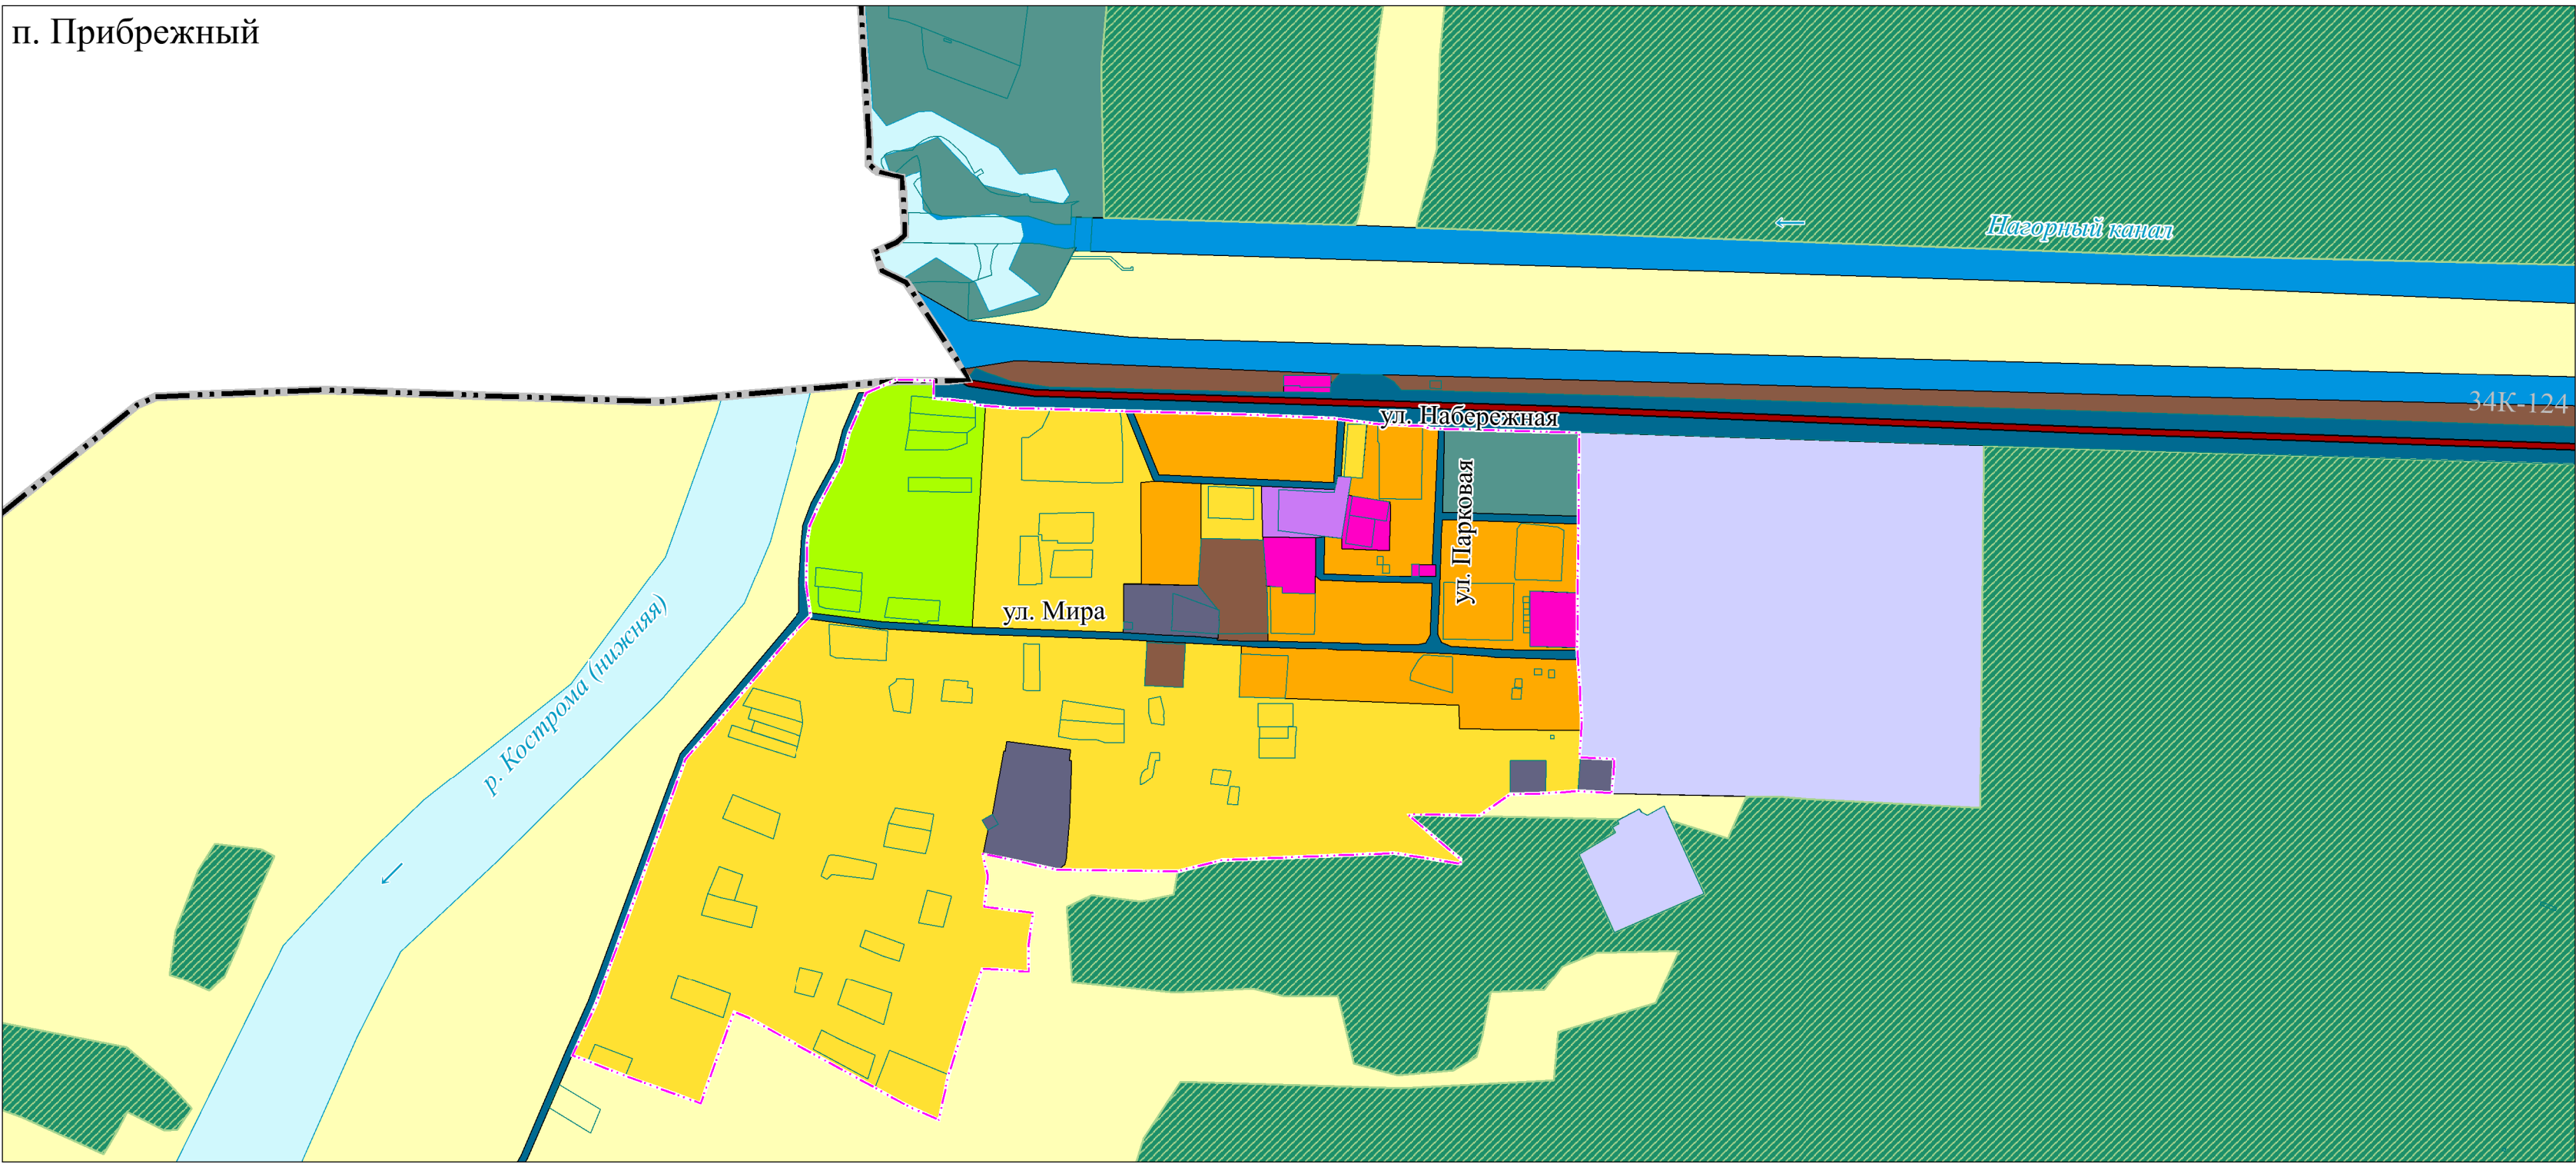 п. Прибрежный
Нагорный канал
34К-124
ул. Набережная
ул. Парковая
ул. Мира
р. Кострома (нижняя)